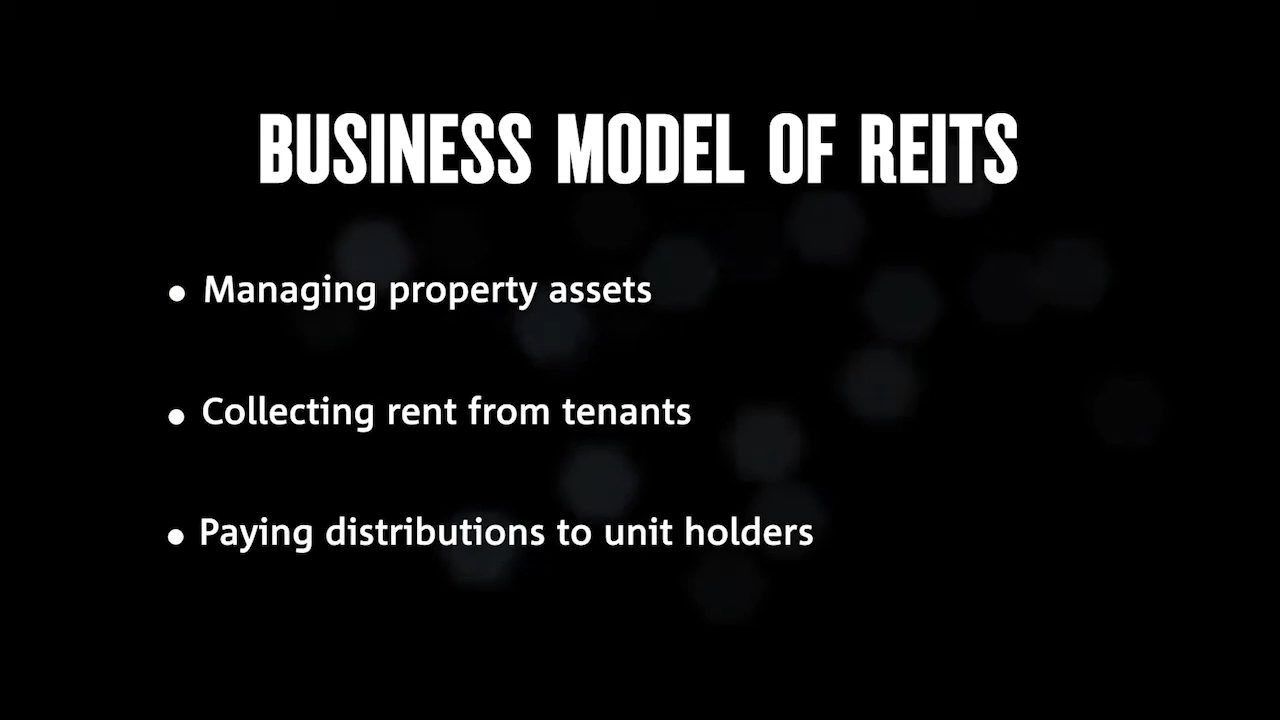 BUSINESS MODEL OF REITS
• Managing property assets
• Collecting rent from tenants
• Paying distributions to unit holders